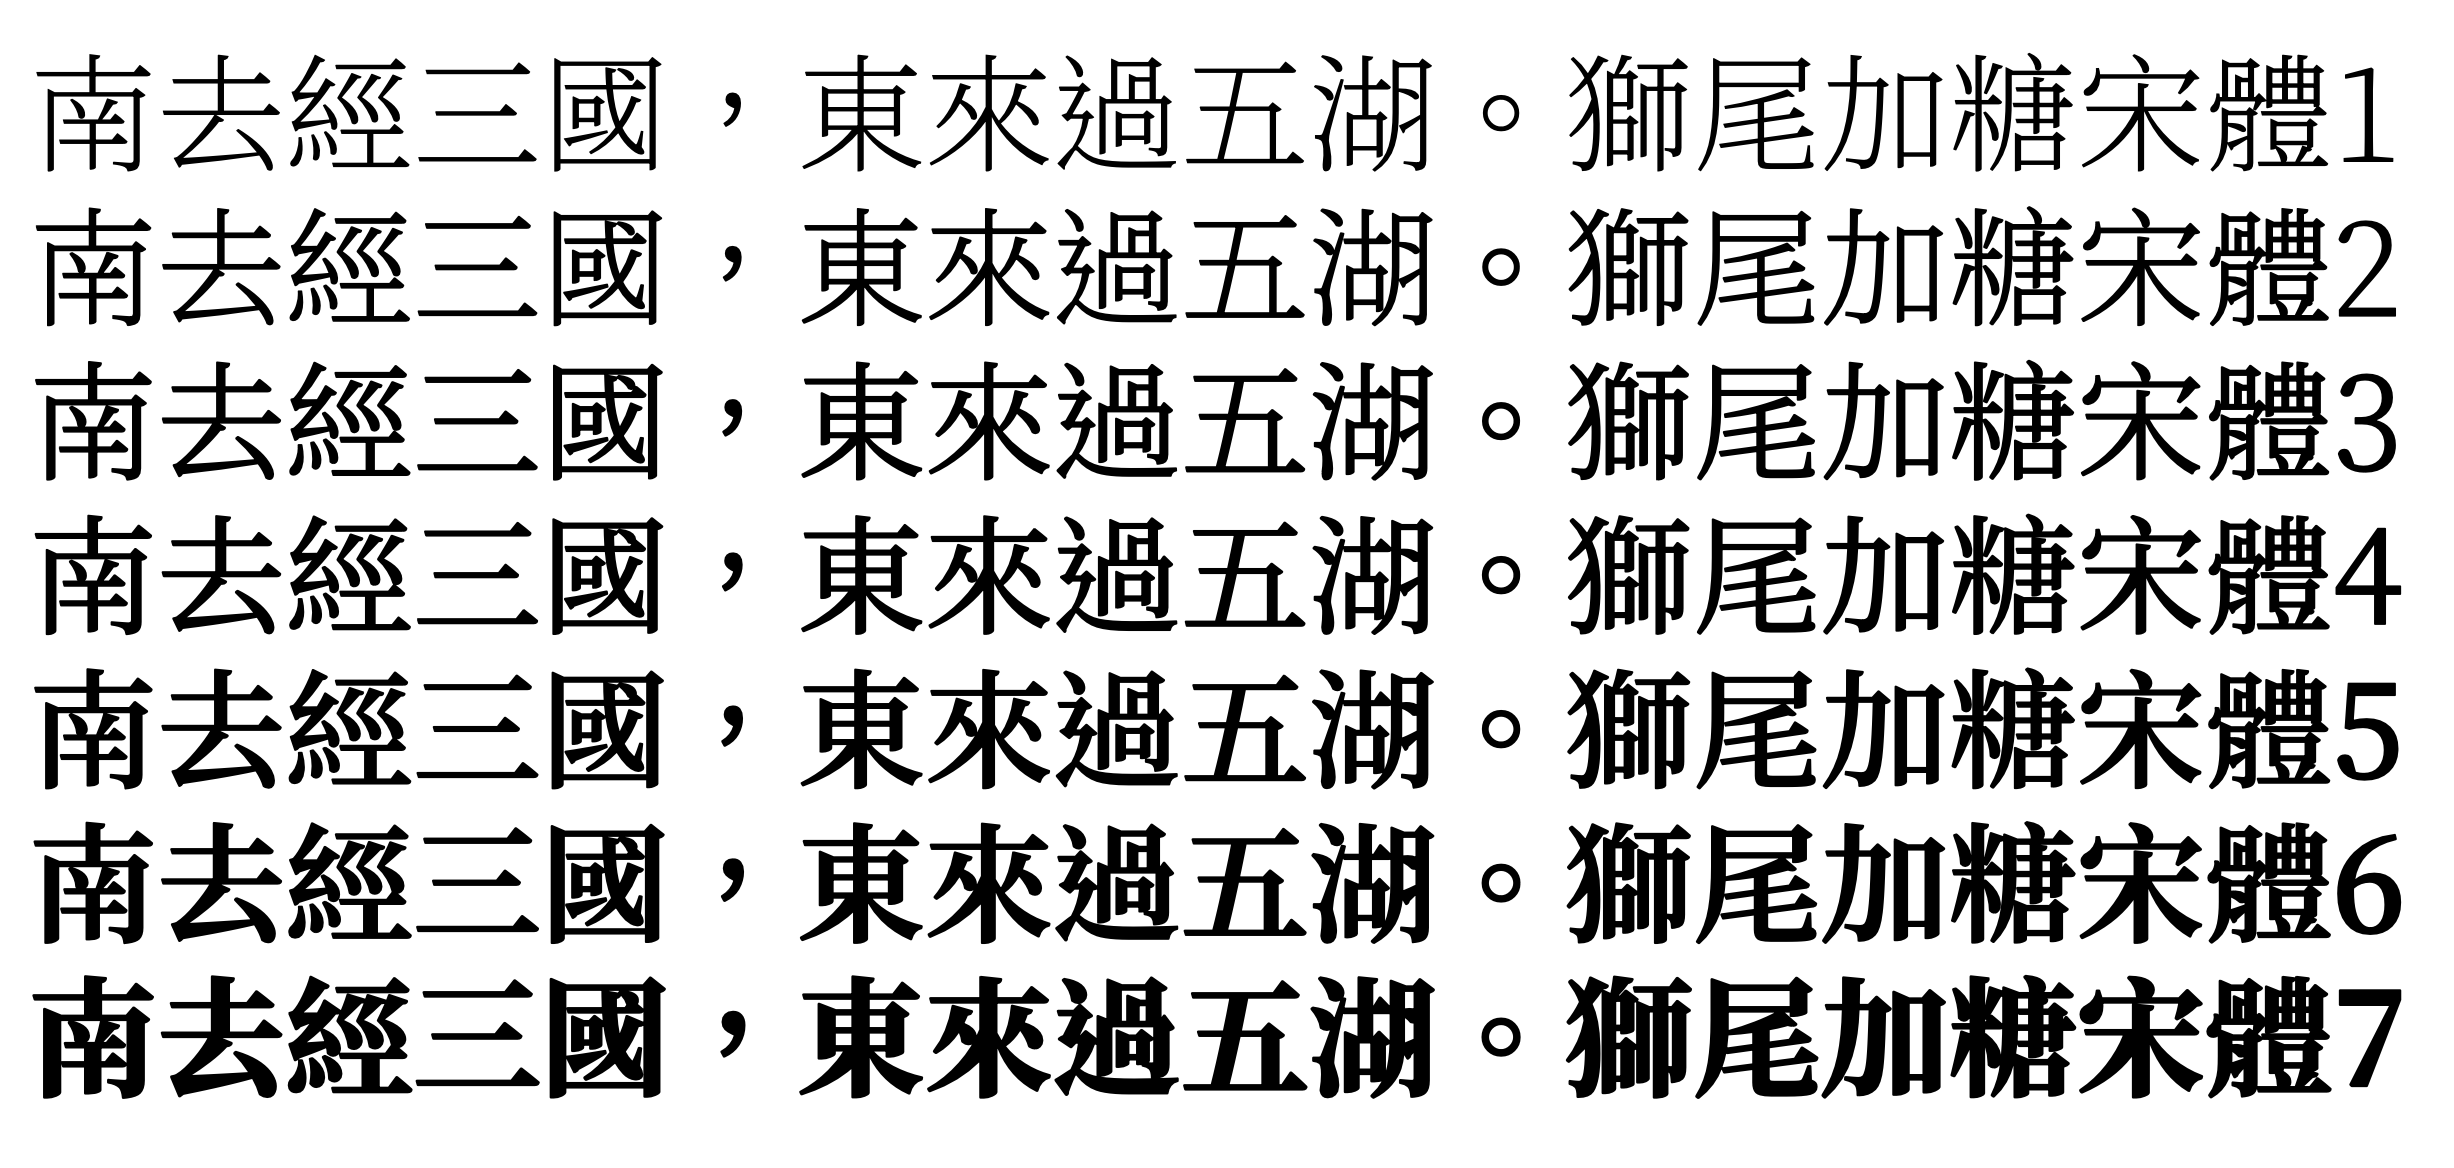 南去經三國，東來過五湖。獅尾加糖宋體1
南去經三國，東來過五湖。獅尾加糖宋體2
南去經三國，東來過五湖。獅尾加糖宋體3
南去經三國，東來過五湖。獅尾加糖宋體4
南去經三國，東來過五湖。獅尾加糖宋體5
南去經三國，東來過五湖。獅尾加糖宋體6
南去經三國，東來過五湖。獅尾加糖宋體7